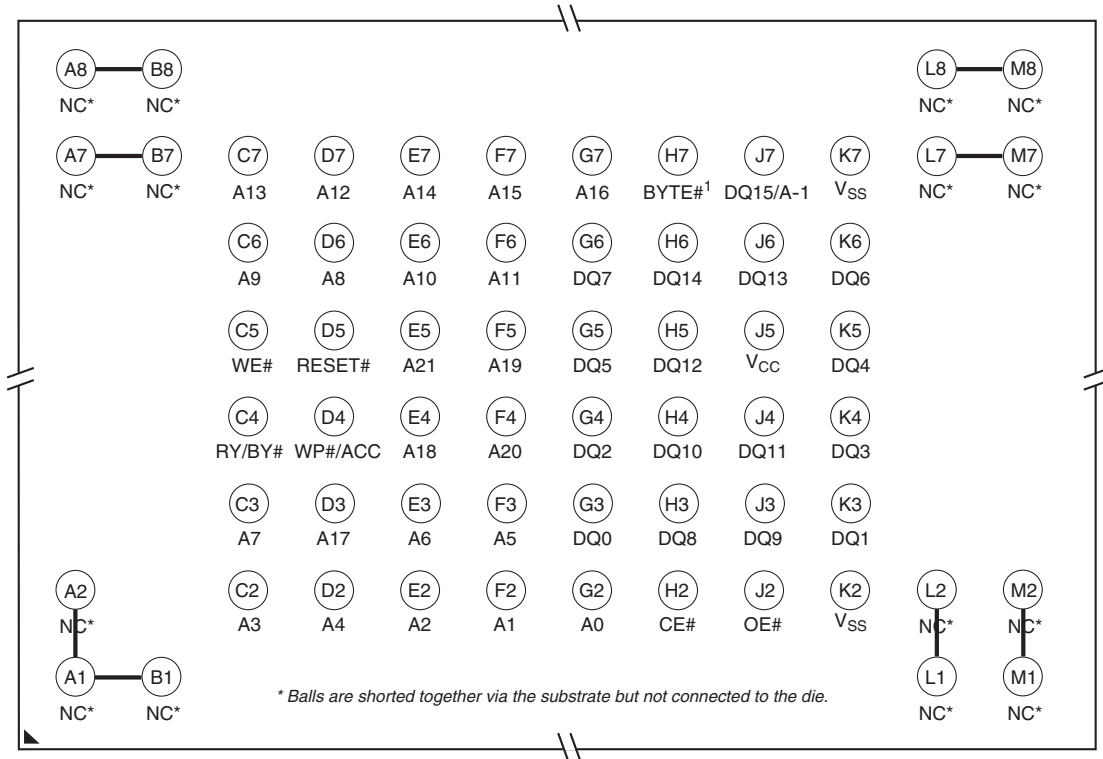 A8 B8 L8 M8
NC* NC* NC* NC*
A7 B7 C7 D7 E7 F7 G7 H7 J7 K7 L7 M7
NC* NC* A13 A12 A14 A15 A16 BYTE#1 DQ15/A-1 VSS NC* NC*
C6 D6 E6 F6 G6 H6 J6 K6
A9 A8 A10 A11 DQ7 DQ14 DQ13 DQ6
C5 D5 E5 F5 G5 H5 J5 K5
WE# RESET# A21 A19 DQ5 DQ12 VCC DQ4
C4 D4 E4 F4 G4 H4 J4 K4
RY/BY# WP#/ACC A18 A20 DQ2 DQ10 DQ11 DQ3
C3 D3 E3 F3 G3 H3 J3 K3
A7 A17 A6 A5 DQ0 DQ8 DQ9 DQ1
A2 C2 D2 E2 F2 G2 H2 J2 K2 L2 M2
NC* A3 A4 A2 A1 A0 CE# OE# VSS NC* NC*
A1 B1 L1 M1
* Balls are shorted together via the substrate but not connected to the die.
NC* NC* NC* NC*